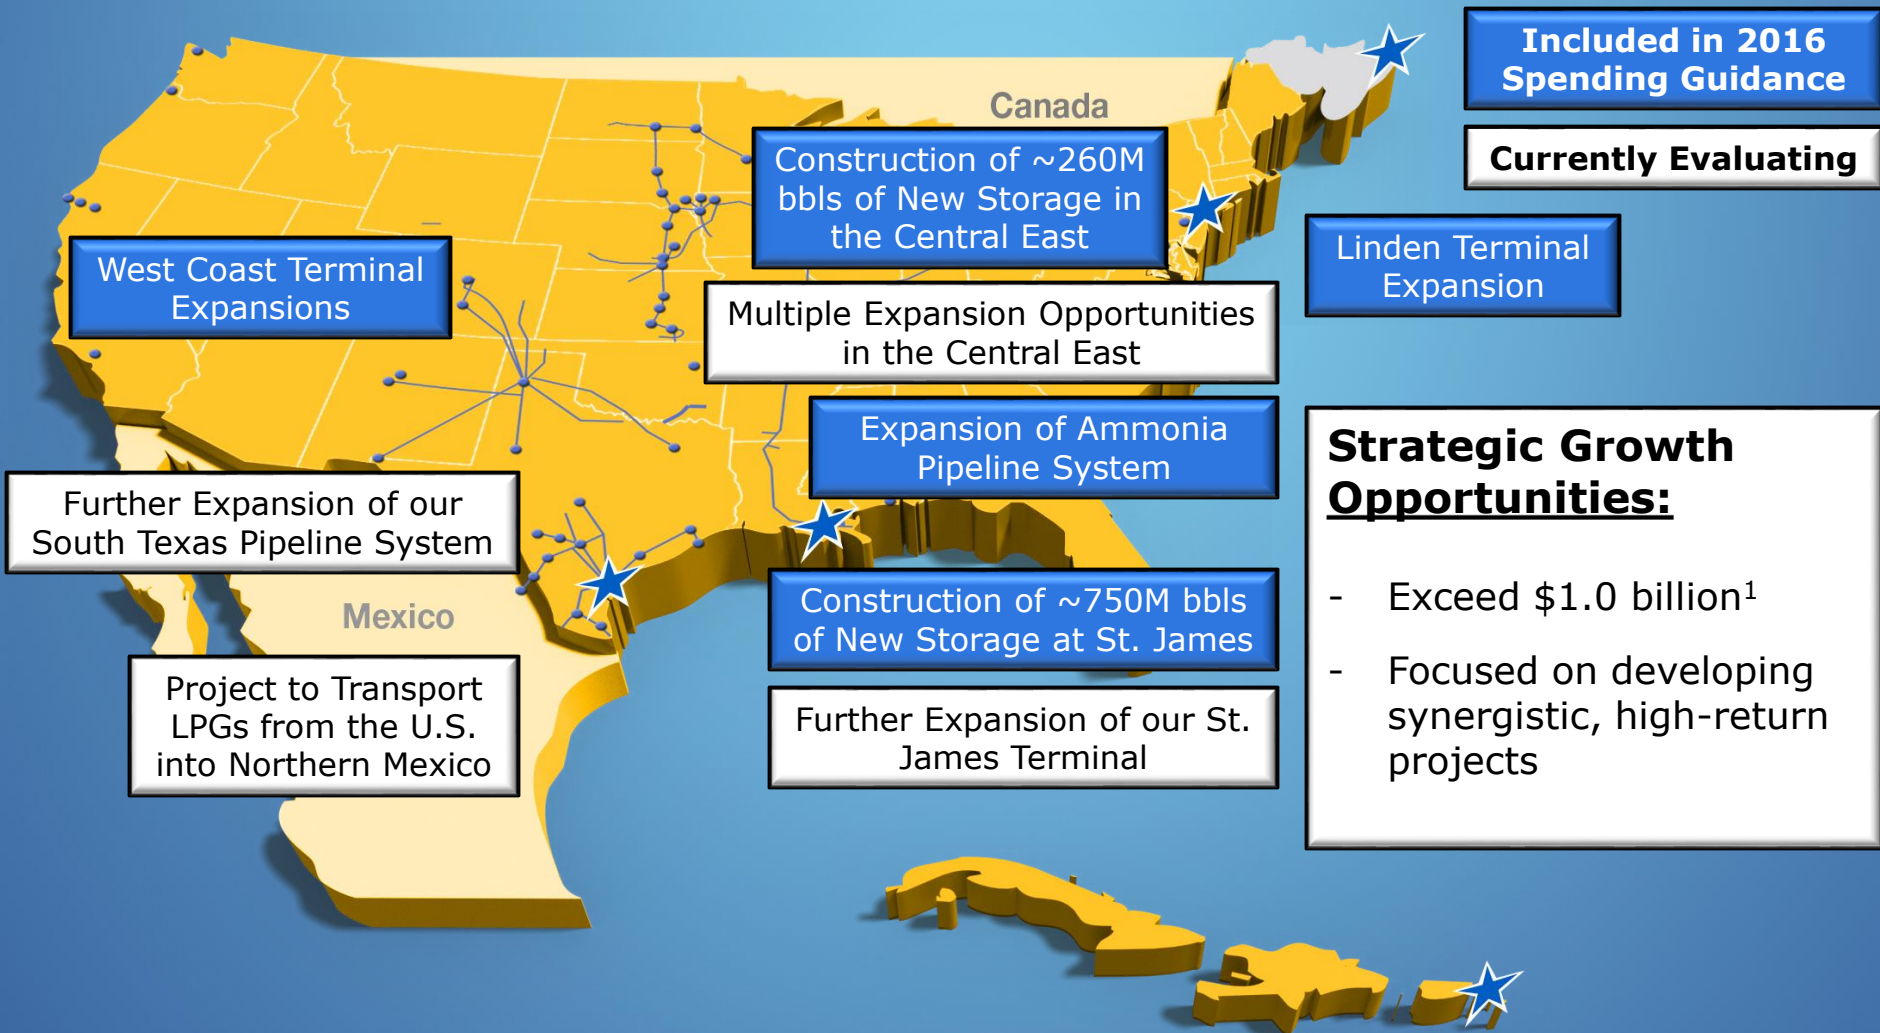 Included in 2016
Spending Guidance
Currently Evaluating
Canada
Construction of ~260M
bbls of New Storage in
the Central East
Linden Terminal
Expansion
West Coast Terminal
Expansions
Multiple Expansion Opportunities
in the Central East
Expansion of Ammonia
Pipeline System
Further Expansion of our
South Texas Pipeline System
Mexico
Construction of ~750M bbls
of New Storage at St. James
Project to Transport
LPGs from the U.S.
into Northern Mexico
Further Expansion of our St.
James Terminal
Strategic Growth
Opportunities:
- Exceed $1.0 billion¹
- Focused on developing
synergistic, high-return
projects